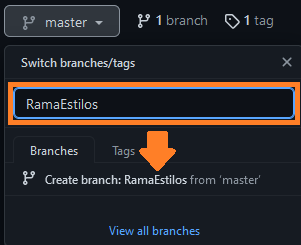 master
1 branch
1 tag
Switch branches/tags
RamaEstilos
Branches
Tags
Create branch: RamaEstilos from 'master'
View all branches